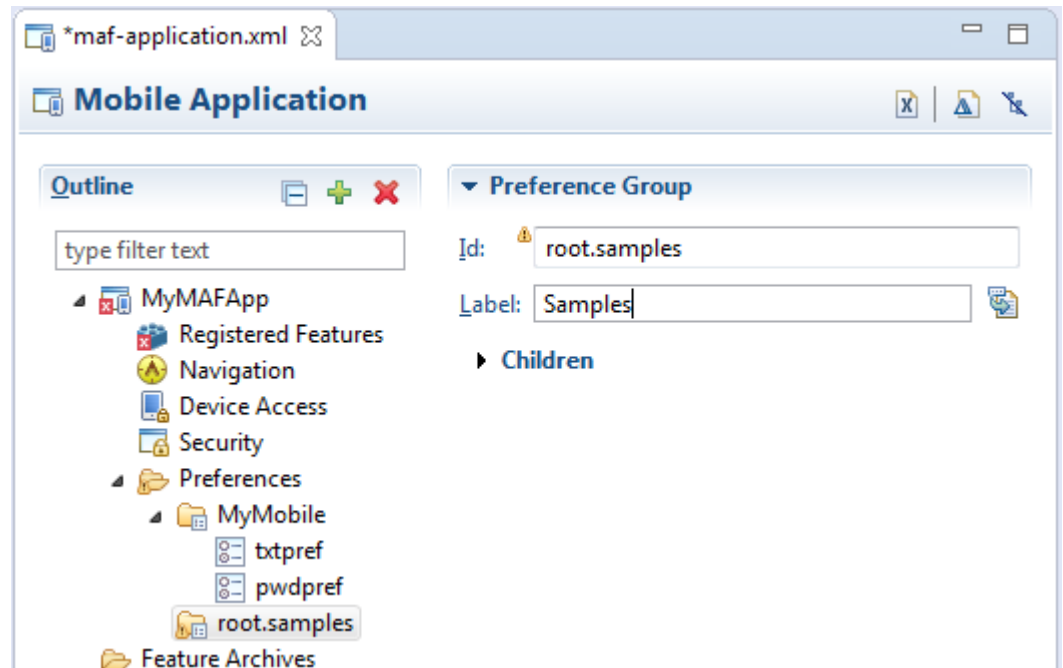 *maf-application.xml
Mobile Application
Outline
type filter text
MyMAFApp
Registered Features
Navigation
Device Access
Security
Preferences
MyMobile
txtpref
pwdpref
root.samples
Feature Archives
Preference Group
Id: root.samples
Label: Samples
Children